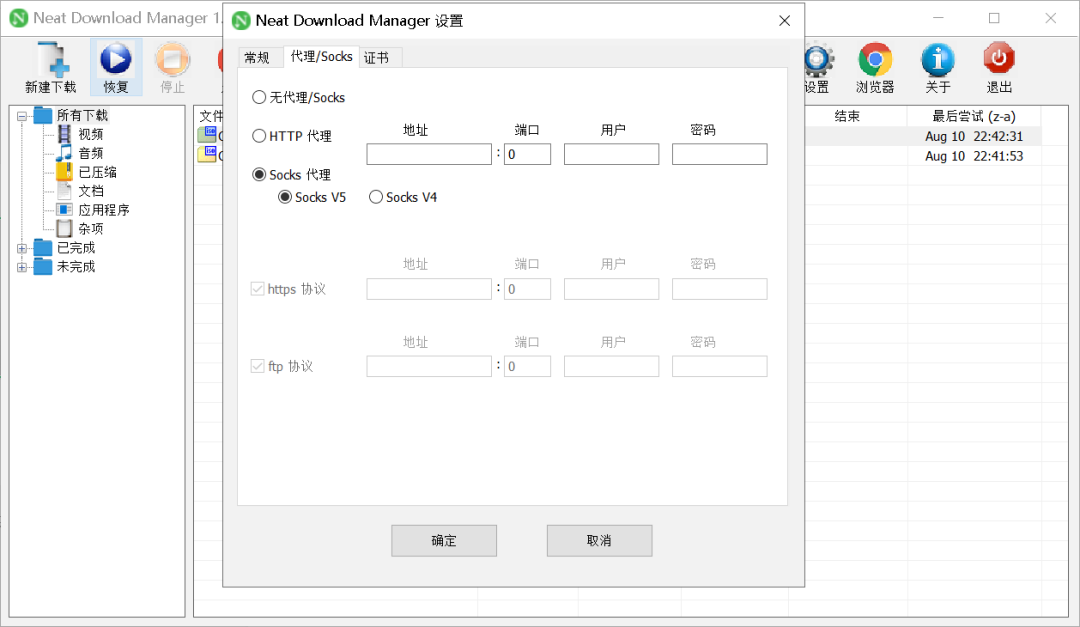 Neat Download Manager 1.
Neat Download Manager 设置
新建下载
恢复
停止
设置
浏览器
关于
退出
常规
代理/Socks
证书
所有下载
视频
音频
已压缩
文档
应用程序
杂项
已完成
未完成
文件
结束
最后尝试 (z-a)
Aug 10 22:42:31
Aug 10 22:41:53
无代理/Socks
HTTP 代理
地址
端口
用户
密码
: 0
Socks 代理
Socks V5
Socks V4
地址
端口
用户
密码
https 协议
: 0
地址
端口
用户
密码
ftp 协议
: 0
确定
取消